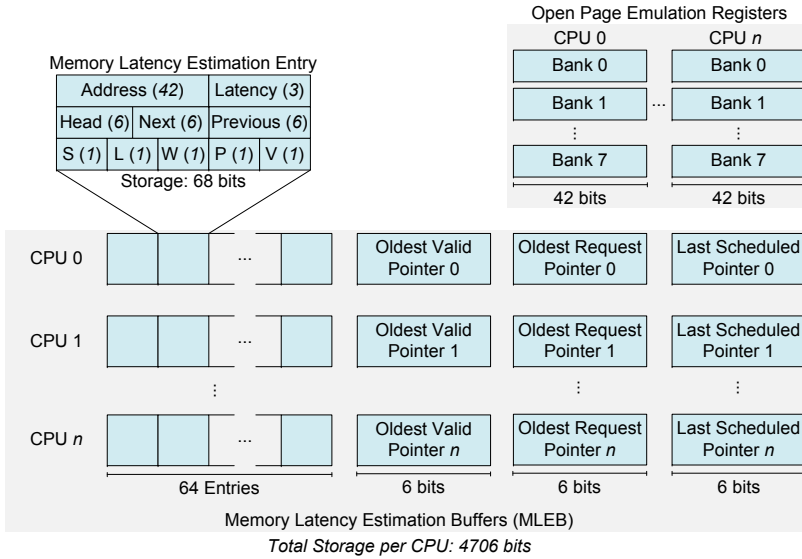 Open Page Emulation Registers
CPU 0 CPU n
Bank 0 Bank 0
Bank 1 ... Bank 1
⋮ ⋮
Bank 7 Bank 7
42 bits 42 bits
Memory Latency Estimation Entry
Address (42) Latency (3)
Head (6) Next (6) Previous (6)
S (1) L (1) W (1) P (1) V (1)
Storage: 68 bits
CPU 0 ... Oldest Valid Pointer 0 Oldest Request Pointer 0 Last Scheduled Pointer 0
CPU 1 ... Oldest Valid Pointer 1 Oldest Request Pointer 1 Last Scheduled Pointer 1
⋮ ⋮ ⋮
CPU n ... Oldest Valid Pointer n Oldest Request Pointer n Last Scheduled Pointer n
64 Entries 6 bits 6 bits 6 bits
Memory Latency Estimation Buffers (MLEB)
Total Storage per CPU: 4706 bits